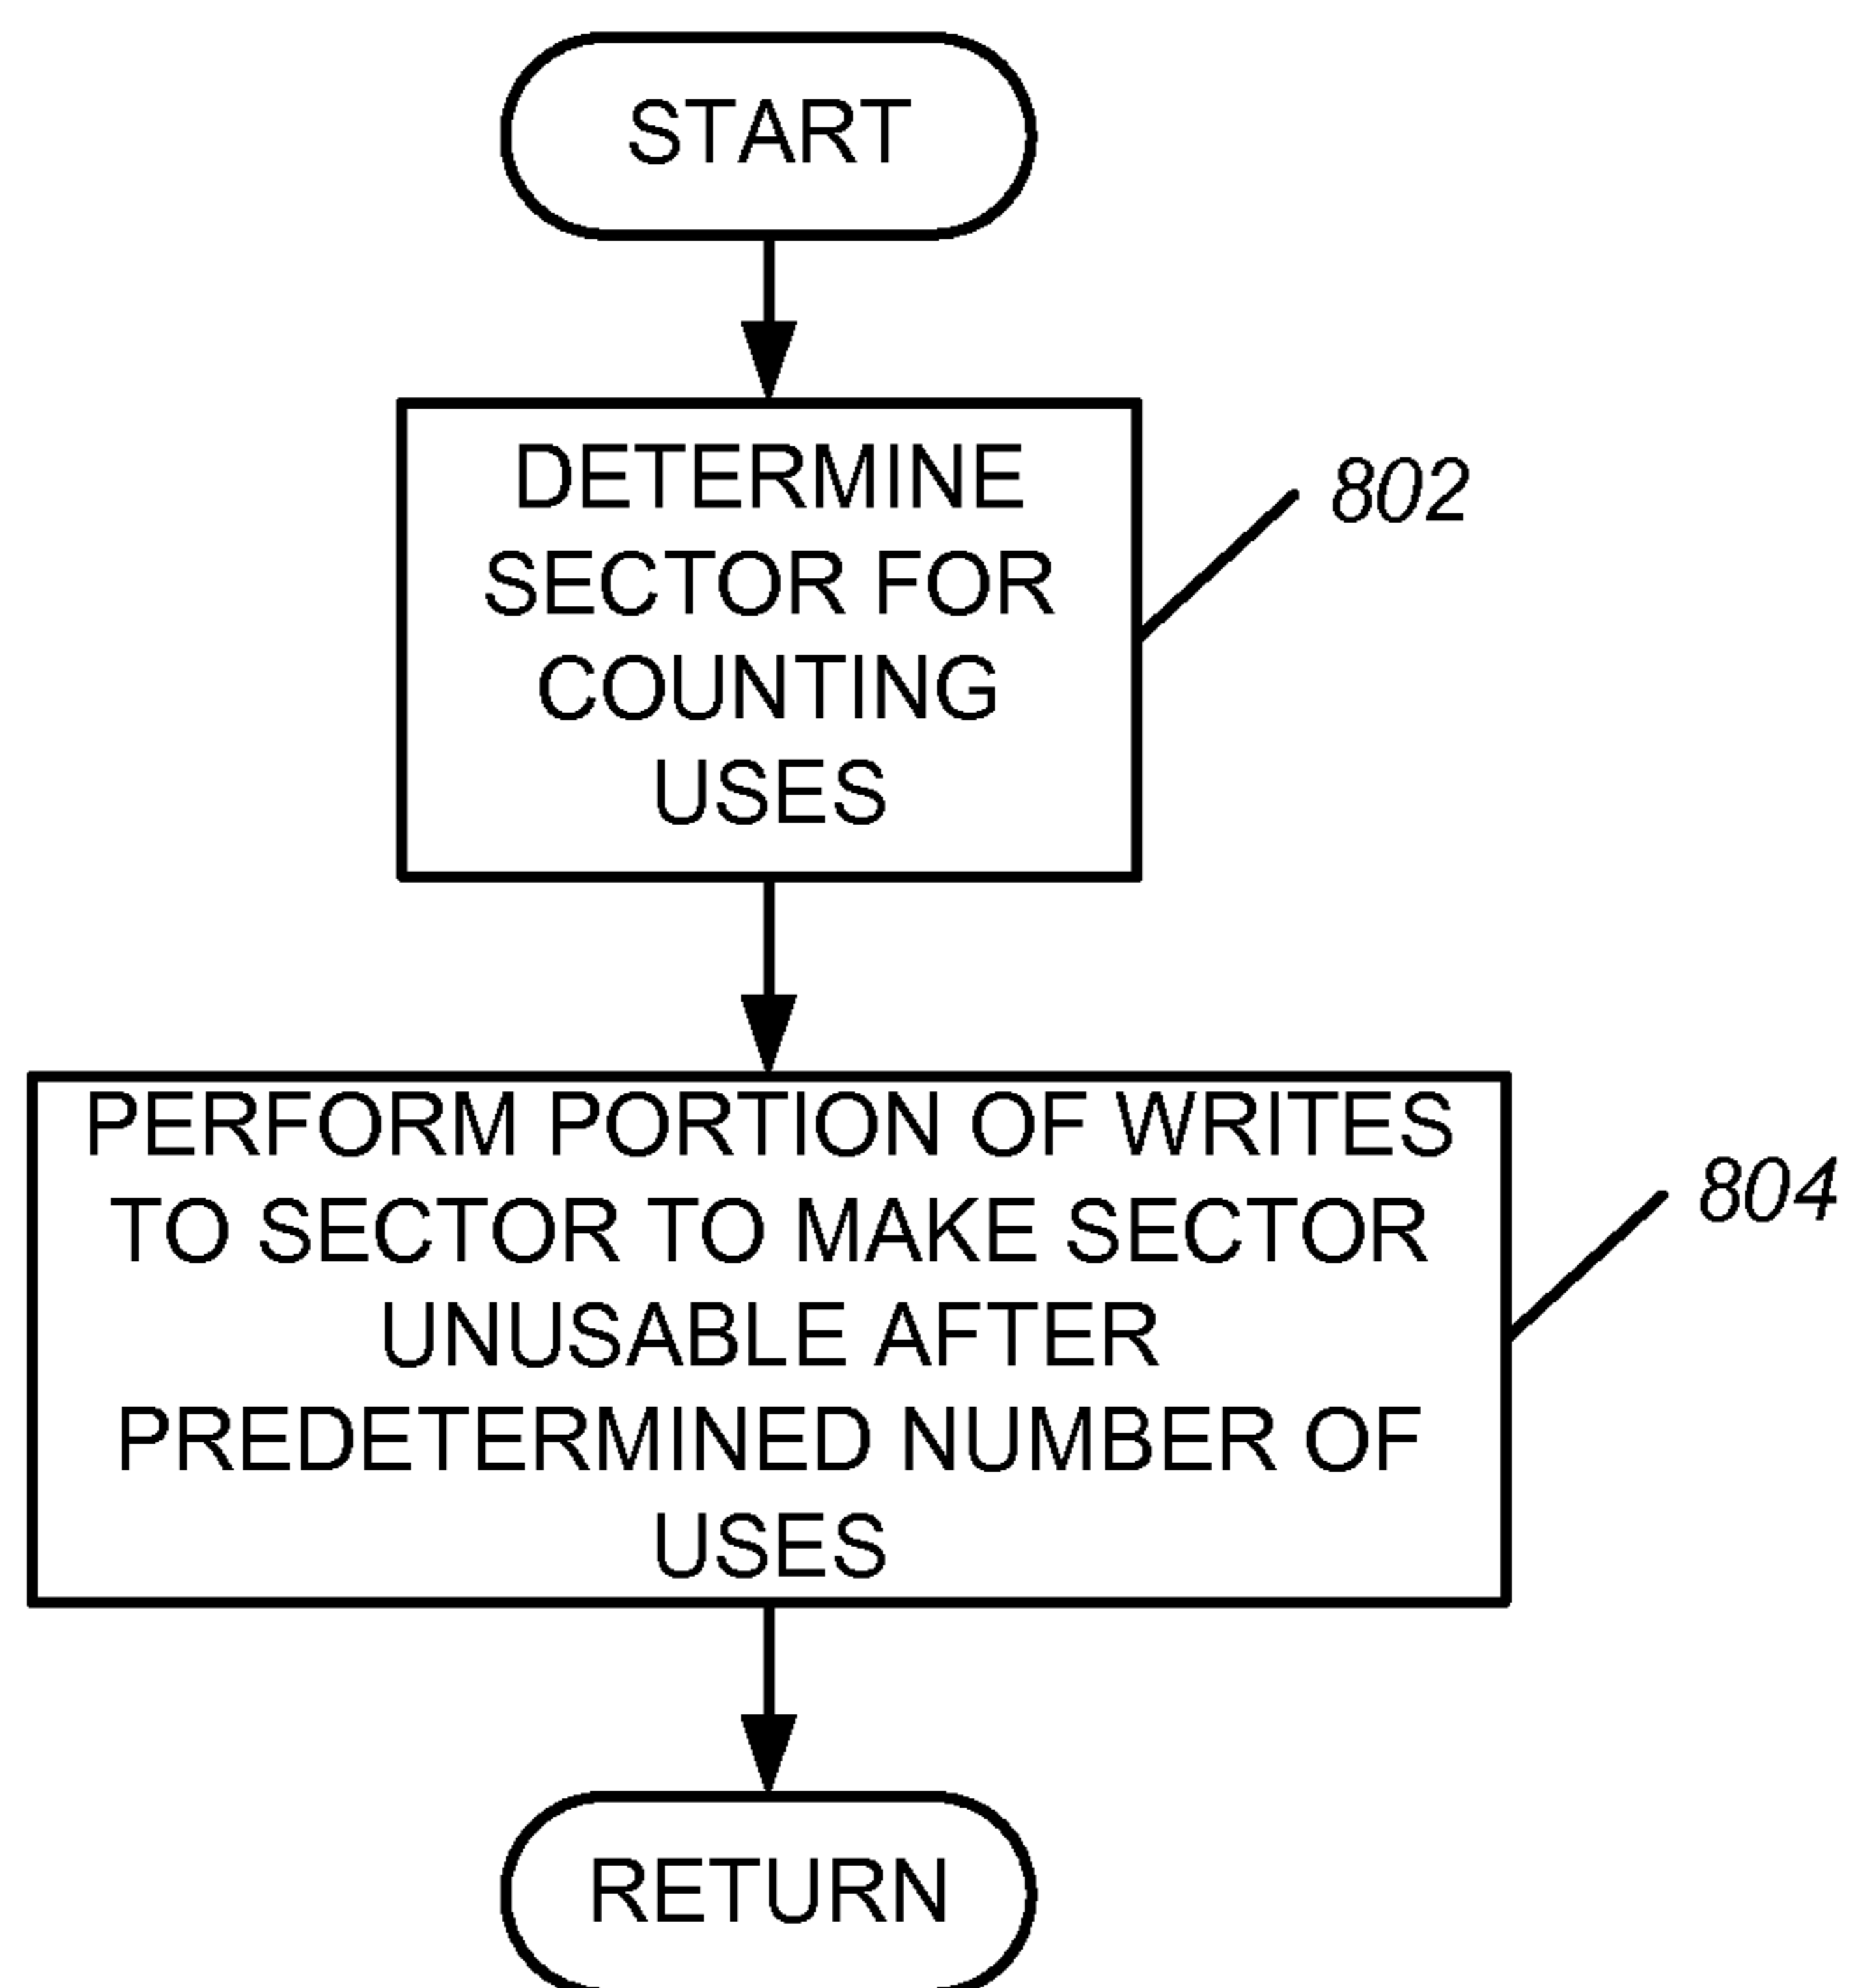 START
DETERMINE
SECTOR FOR
COUNTING
USES
802
PERFORM PORTION OF WRITES
TO SECTOR TO MAKE SECTOR
UNUSABLE AFTER
PREDETERMINED NUMBER OF
USES
804
RETURN